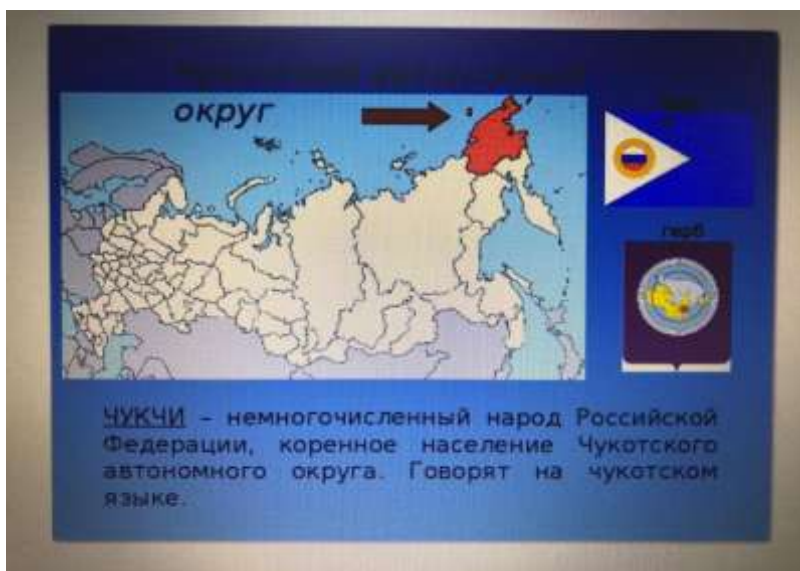 округ
герб
ЧУКЧИ – немногочисленный народ Российской
Федерации, коренное население Чукотского
автономного округа. Говорят на чукотском
языке.